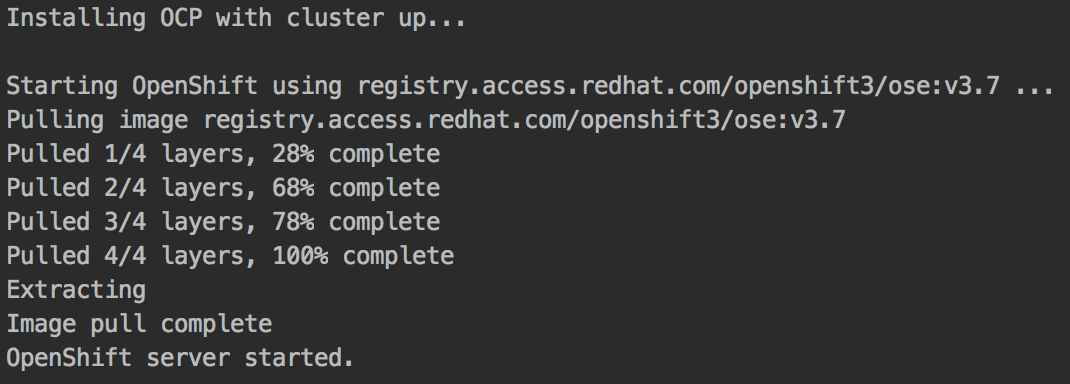 Installing OCP with cluster up...
Starting OpenShift using registry.access.redhat.com/openshift3/ose:v3.7 ...
Pulling image registry.access.redhat.com/openshift3/ose:v3.7
Pulled 1/4 layers, 28% complete
Pulled 2/4 layers, 68% complete
Pulled 3/4 layers, 78% complete
Pulled 4/4 layers, 100% complete
Extracting
Image pull complete
OpenShift server started.